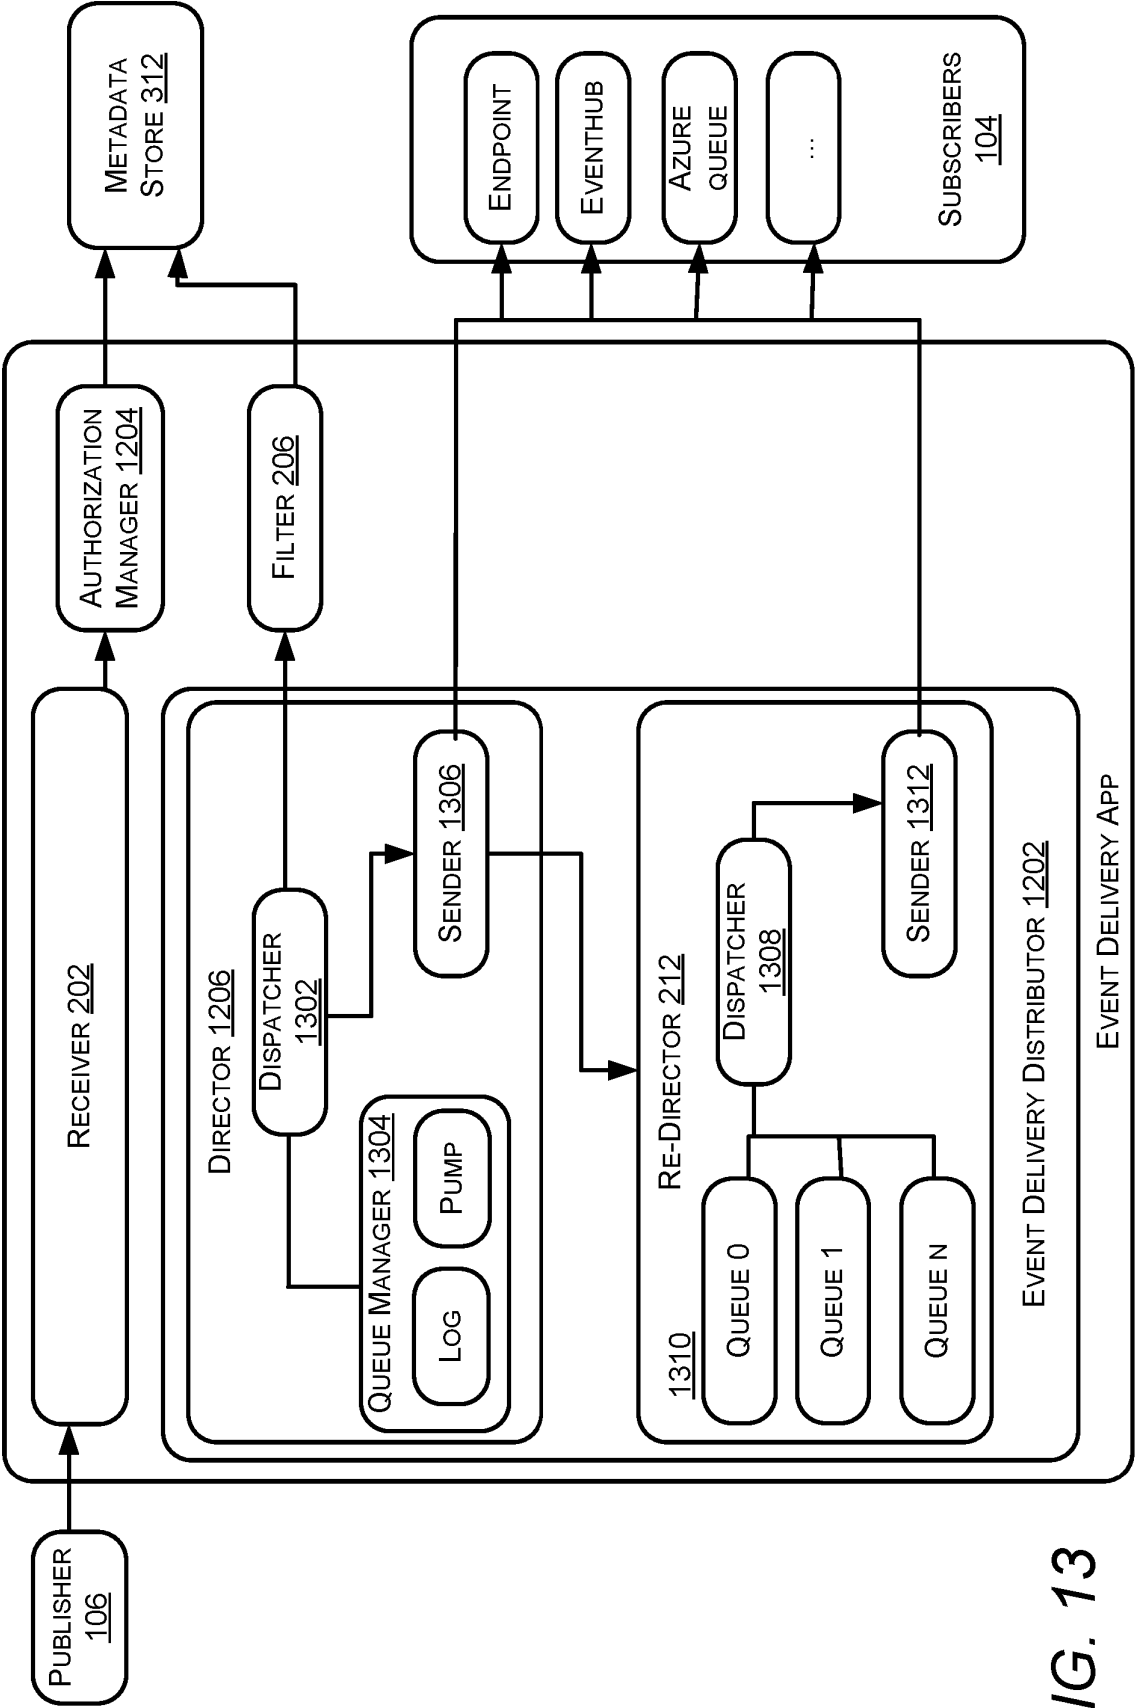 PUBLISHER
106
RECEIVER 202
AUTHORIZATION
MANAGER 1204
METADATA
STORE 312
DIRECTOR 1206
DISPATCHER
1302
FILTER 206
QUEUE MANAGER 1304
LOG
PUMP
SENDER 1306
ENDPOINT
EVENTHUB
AZURE
QUEUE
...
SUBSCRIBERS
104
RE-DIRECTOR 212
1310
QUEUE 0
QUEUE 1
QUEUE N
DISPATCHER
1308
SENDER 1312
EVENT DELIVERY DISTRIBUTOR 1202
EVENT DELIVERY APP
IG. 13